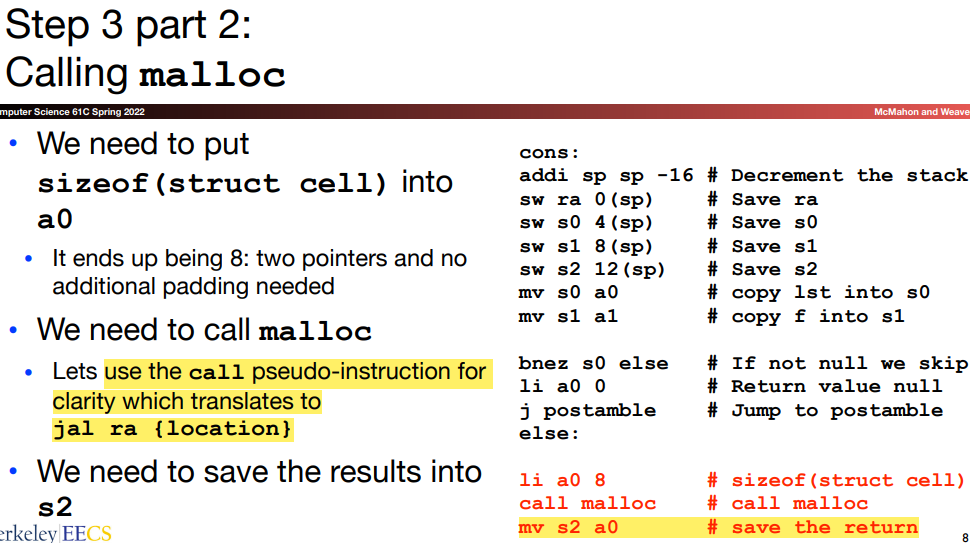 Step 3 part 2:
Calling malloc
mputer Science 61C Spring 2022
McMahon and Weave
• We need to put
sizeof(struct cell) into
a0
• It ends up being 8: two pointers and no
additional padding needed
• We need to call malloc
• Lets use the call pseudo-instruction for
clarity which translates to
jal ra {location}
• We need to save the results into
s2
erkeley EECS
cons:
addi sp sp -16 # Decrement the stack
sw ra 0(sp) # Save ra
sw s0 4(sp) # Save s0
sw s1 8(sp) # Save s1
sw s2 12(sp) # Save s2
mv s0 a0 # copy lst into s0
mv s1 a1 # copy f into s1
bnez s0 else # If not null we skip
li a0 0 # Return value null
j postamble # Jump to postamble
else:
li a0 8 # sizeof(struct cell)
call malloc # call malloc
mv s2 a0 # save the return
8